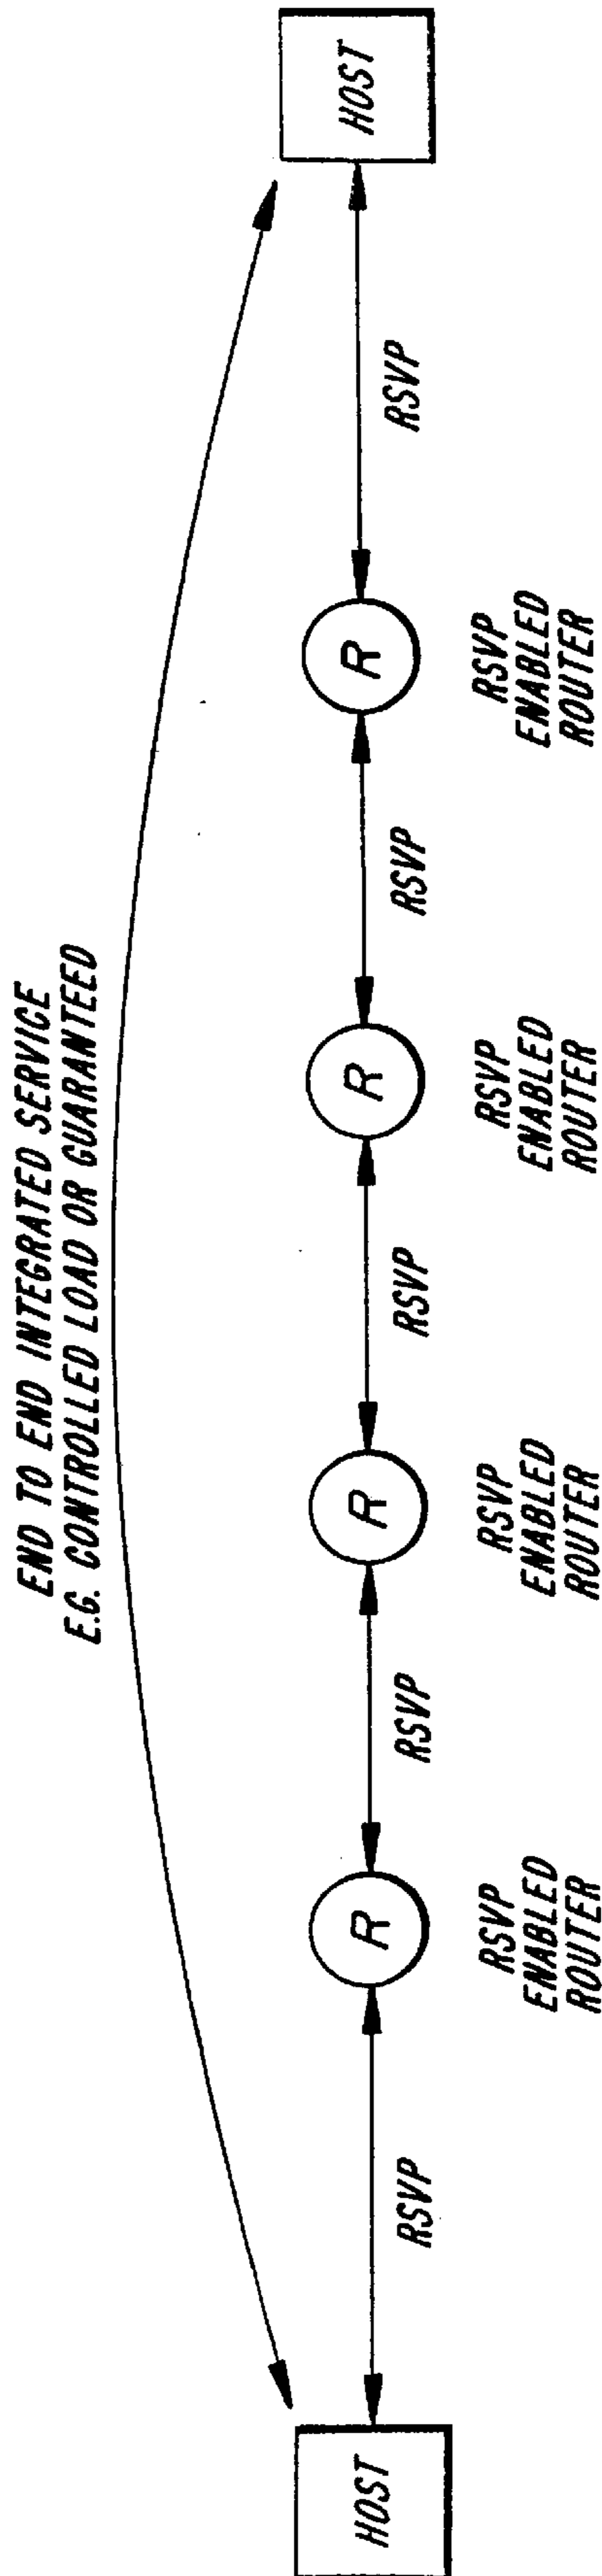 END TO END INTEGRATED SERVICE
E.G. CONTROLLED LOAD OR GUARANTEED
HOST
RSVP
R
RSVP
R
RSVP
R
RSVP
R
RSVP
HOST
RSVP
ENABLED
ROUTER
RSVP
ENABLED
ROUTER
RSVP
ENABLED
ROUTER
RSVP
ENABLED
ROUTER